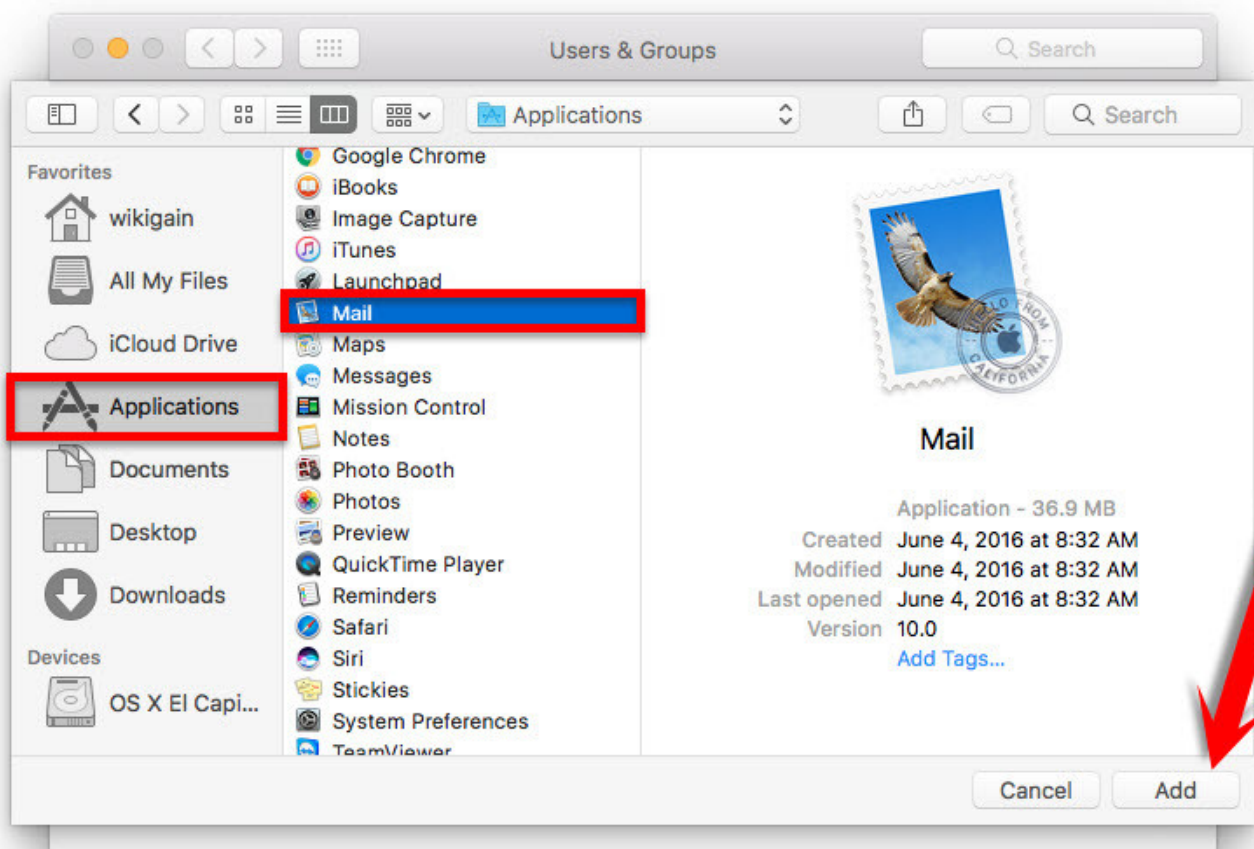 Users & Groups
Search
Applications
Search
Favorites
wikigain
All My Files
iCloud Drive
Applications
Documents
Desktop
Downloads
Devices
OS X El Capi...
Google Chrome
iBooks
Image Capture
iTunes
Launchpad
Mail
Maps
Messages
Mission Control
Notes
Photo Booth
Photos
Preview
QuickTime Player
Reminders
Safari
Siri
Stickies
System Preferences
TeamViewer
HELLO FROM
CALIFORNIA
Mail
Application - 36.9 MB
Created June 4, 2016 at 8:32 AM
Modified June 4, 2016 at 8:32 AM
Last opened June 4, 2016 at 8:32 AM
Version 10.0
Add Tags...
Cancel
Add